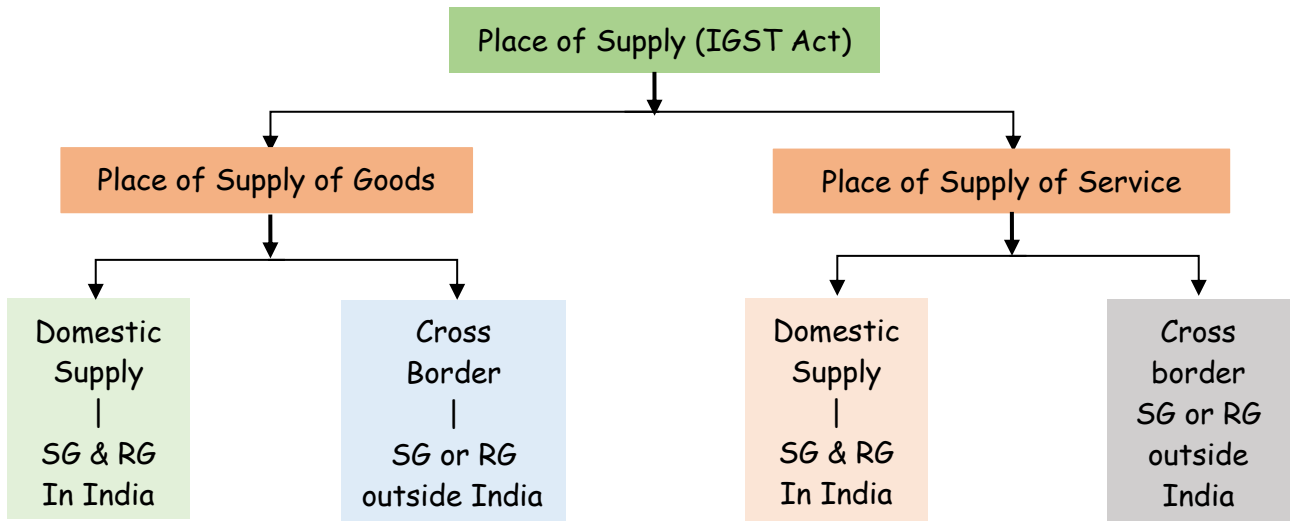 Place of Supply (IGST Act)
Place of Supply of Goods
Place of Supply of Service
Domestic
Supply
|
SG & RG
In India
Cross
Border
|
SG or RG
outside India
Domestic
Supply
|
SG & RG
In India
Cross
border
SG or RG
outside
India